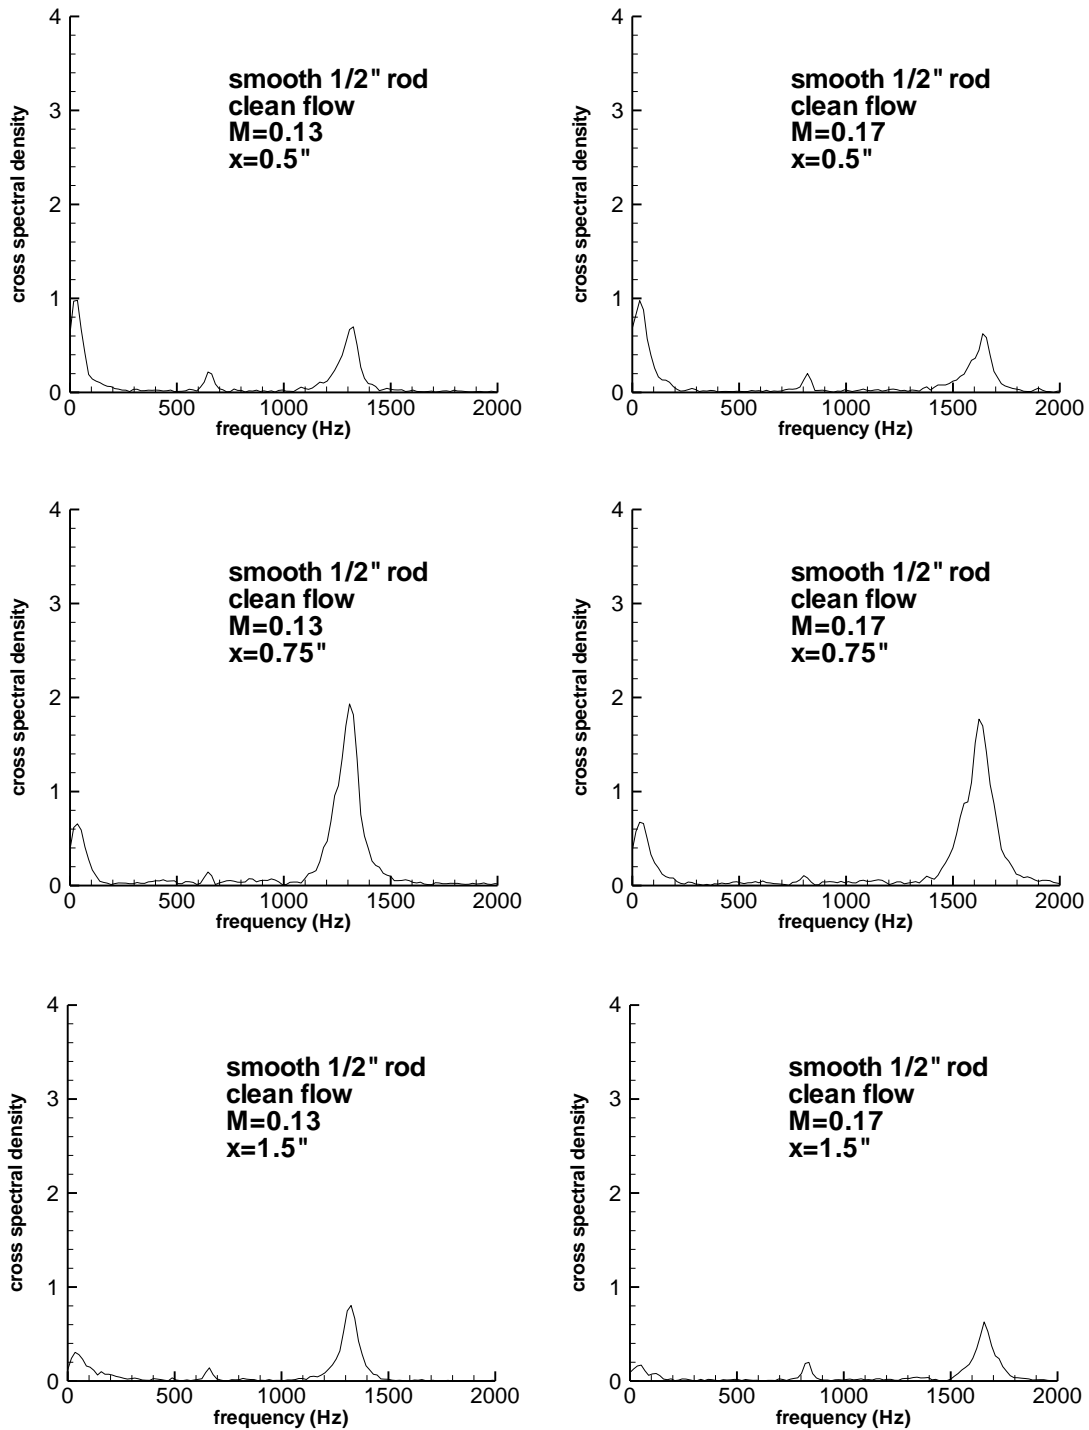 4
3
2
1
0
cross spectral density
smooth 1/2" rod
clean flow
M=0.13
x=0.5"
0 500 1000 1500 2000
frequency (Hz)
4
3
2
1
0
cross spectral density
smooth 1/2" rod
clean flow
M=0.17
x=0.5"
0 500 1000 1500 2000
frequency (Hz)
4
3
2
1
0
cross spectral density
smooth 1/2" rod
clean flow
M=0.13
x=0.75"
0 500 1000 1500 2000
frequency (Hz)
4
3
2
1
0
cross spectral density
smooth 1/2" rod
clean flow
M=0.17
x=0.75"
0 500 1000 1500 2000
frequency (Hz)
4
3
2
1
0
cross spectral density
smooth 1/2" rod
clean flow
M=0.13
x=1.5"
0 500 1000 1500 2000
frequency (Hz)
4
3
2
1
0
cross spectral density
smooth 1/2" rod
clean flow
M=0.17
x=1.5"
0 500 1000 1500 2000
frequency (Hz)